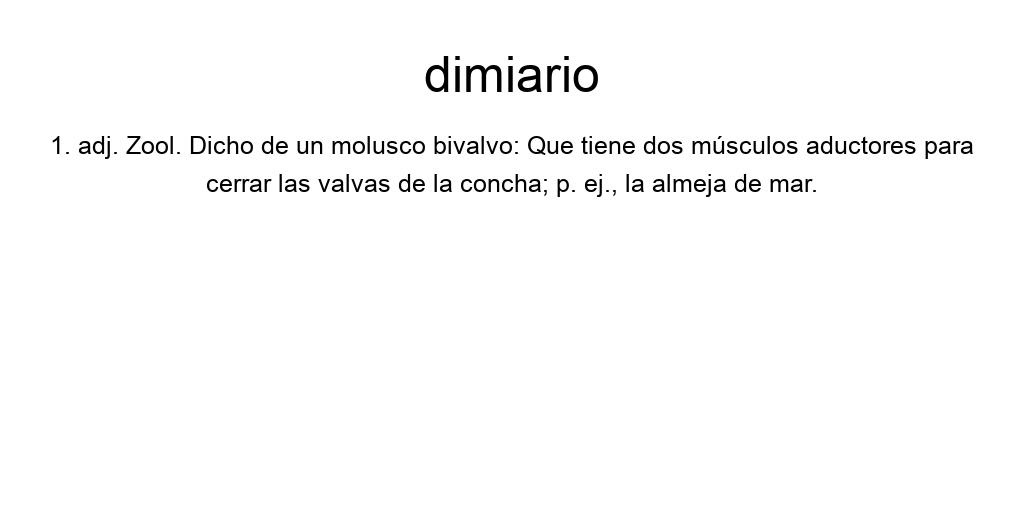 dimiario
1. adj. Zool. Dicho de un molusco bivalvo: Que tiene dos músculos aductores para
cerrar las valvas de la concha; p. ej., la almeja de mar.